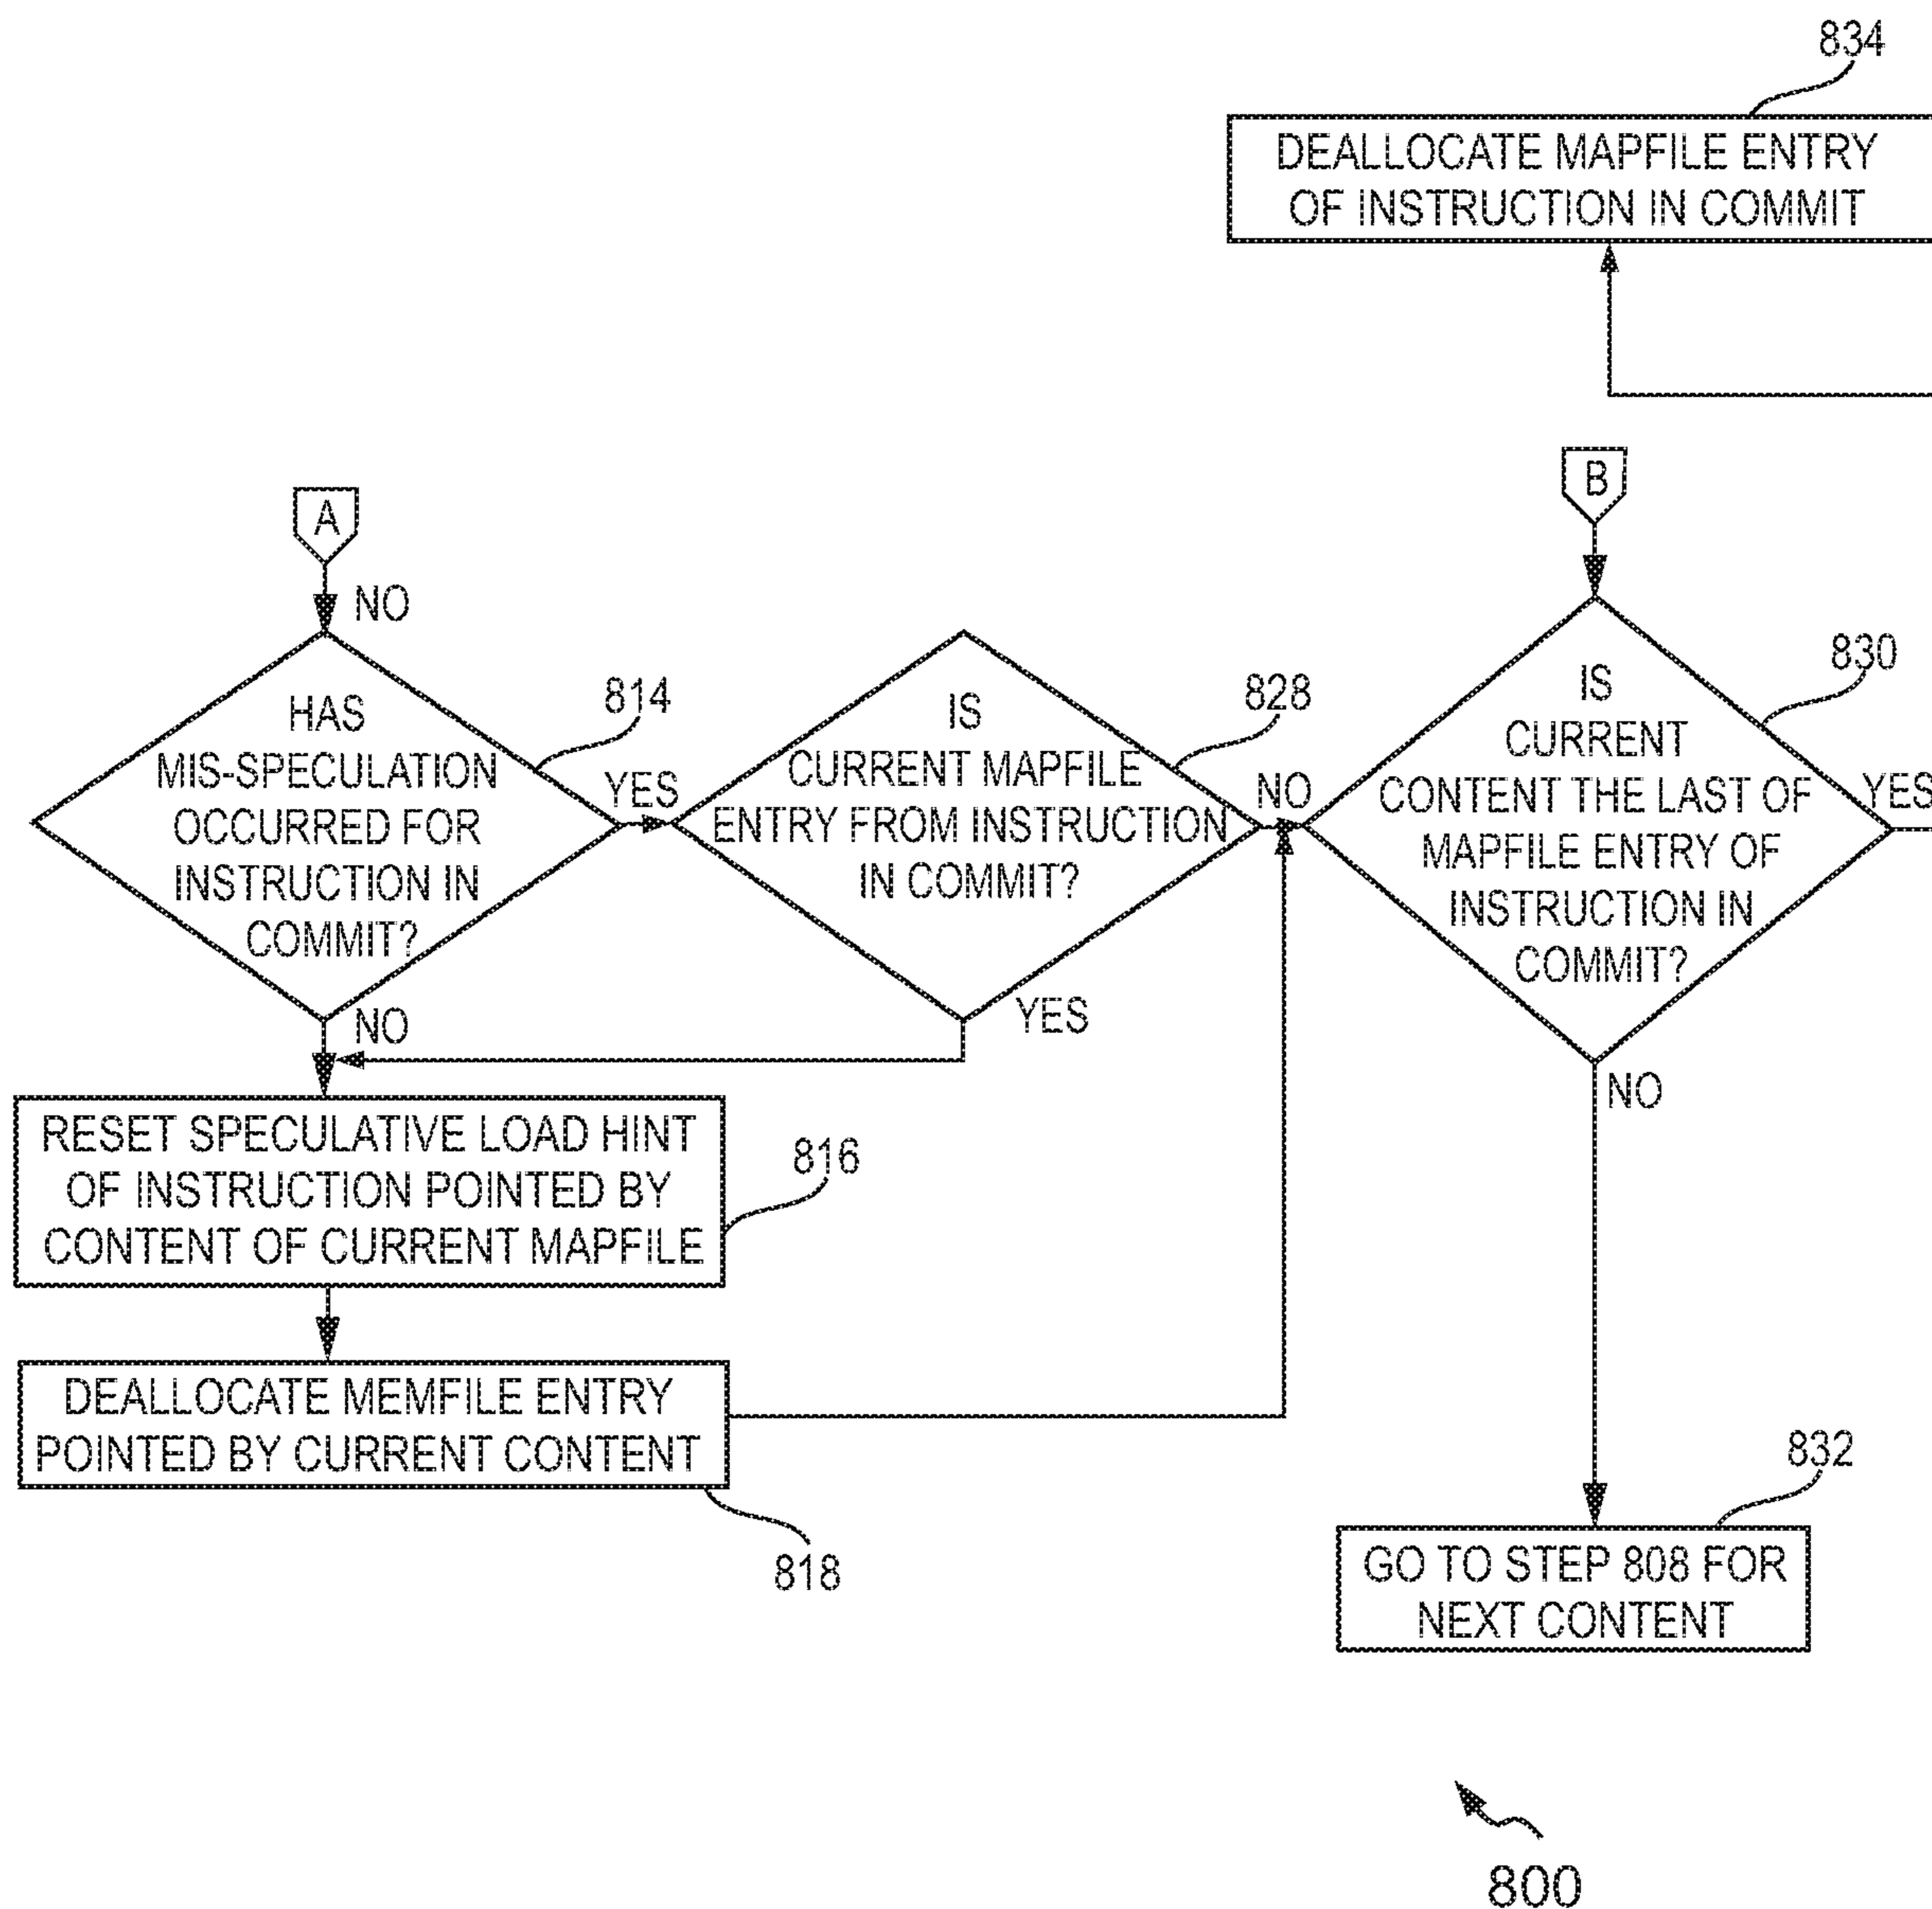 834
DEALLOCATE MAPFILE ENTRY
OF INSTRUCTION IN COMMIT
A
NO
HAS
MIS-SPECULATION
OCCURRED FOR
INSTRUCTION IN
COMMIT?
814
YES
NO
IS
CURRENT MAPFILE
ENTRY FROM INSTRUCTION
IN COMMIT?
828
NO
YES
B
IS
CURRENT
CONTENT THE LAST OF
MAPFILE ENTRY OF
INSTRUCTION IN
COMMIT?
830
YES
NO
RESET SPECULATIVE LOAD HINT
OF INSTRUCTION POINTED BY
CONTENT OF CURRENT MAPFILE
816
DEALLOCATE MEMFILE ENTRY
POINTED BY CURRENT CONTENT
818
832
GO TO STEP 808 FOR
NEXT CONTENT
800